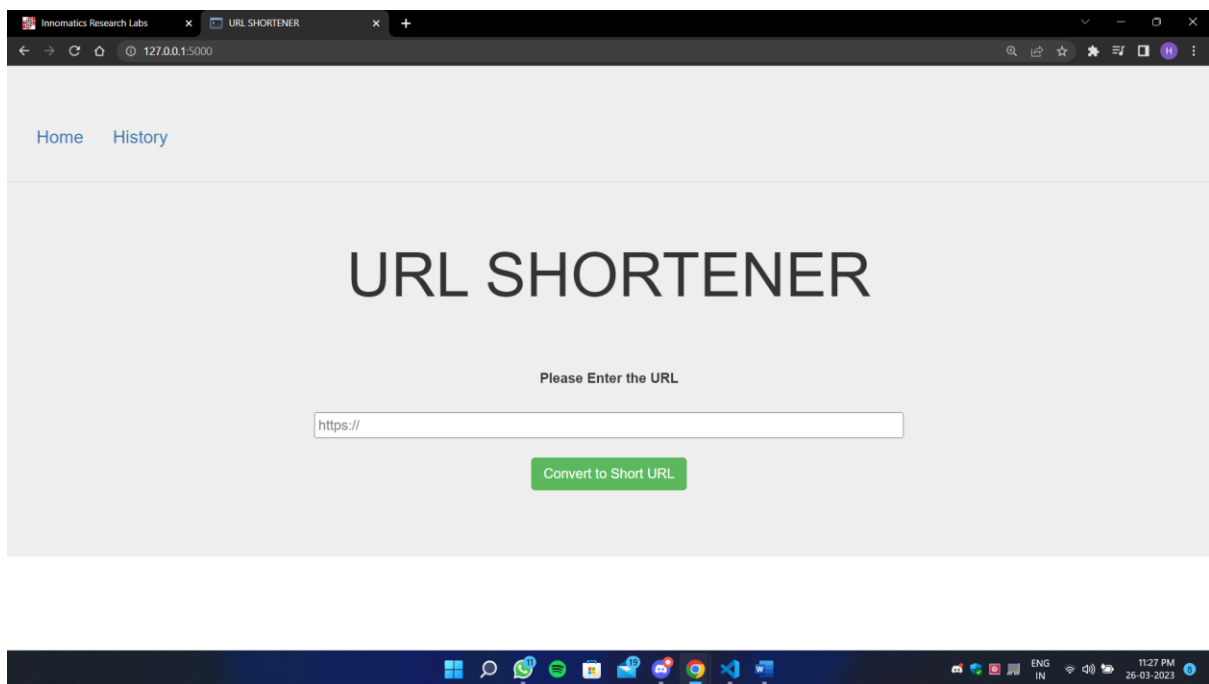 Innomatics Research Labs
URL SHORTENER
127.0.0.1:5000
H
Home History
URL SHORTENER
Please Enter the URL
https://
Convert to Short URL
19
ENG
IN
11:27 PM
26-03-2023